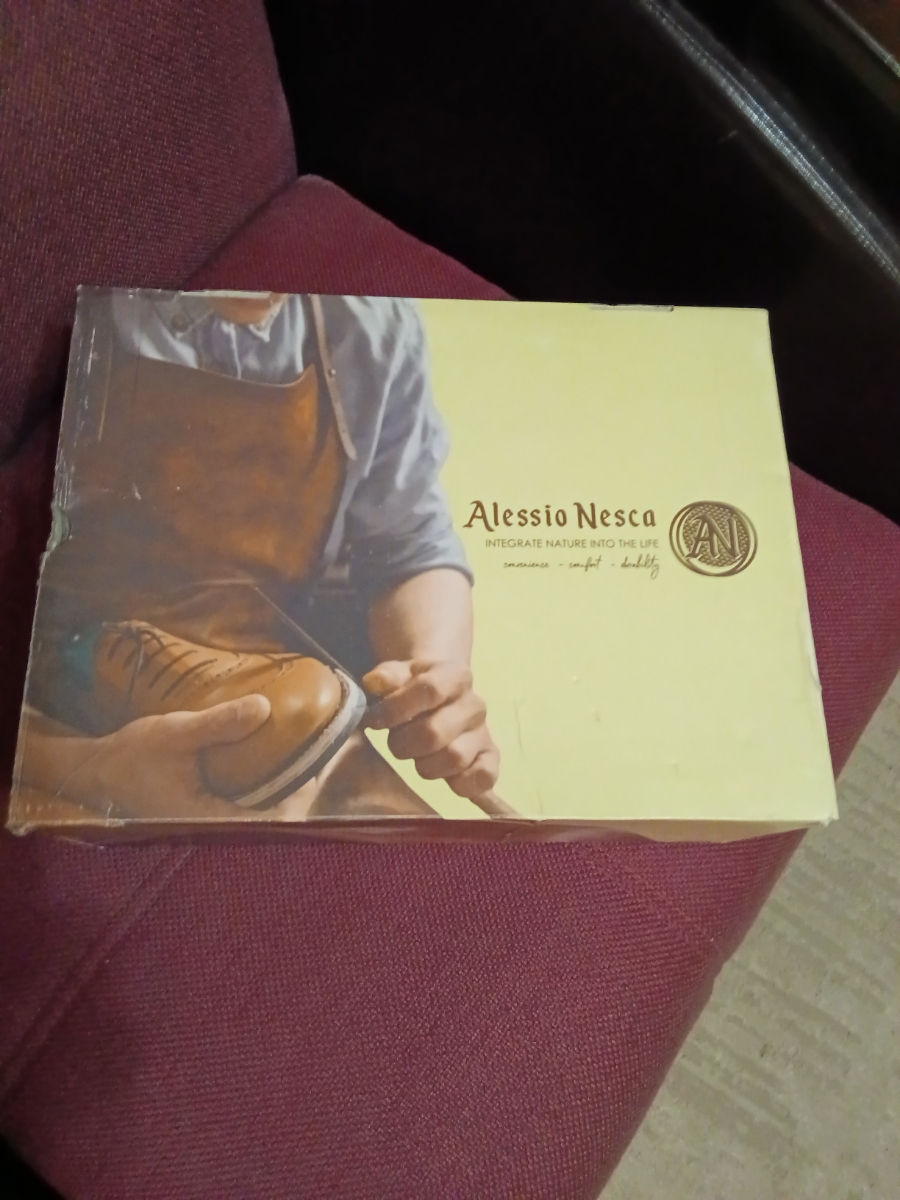 Alessio Nesca
AN
INTEGRATE NATURE INTO THE LIFE
convenience - comfort - durability